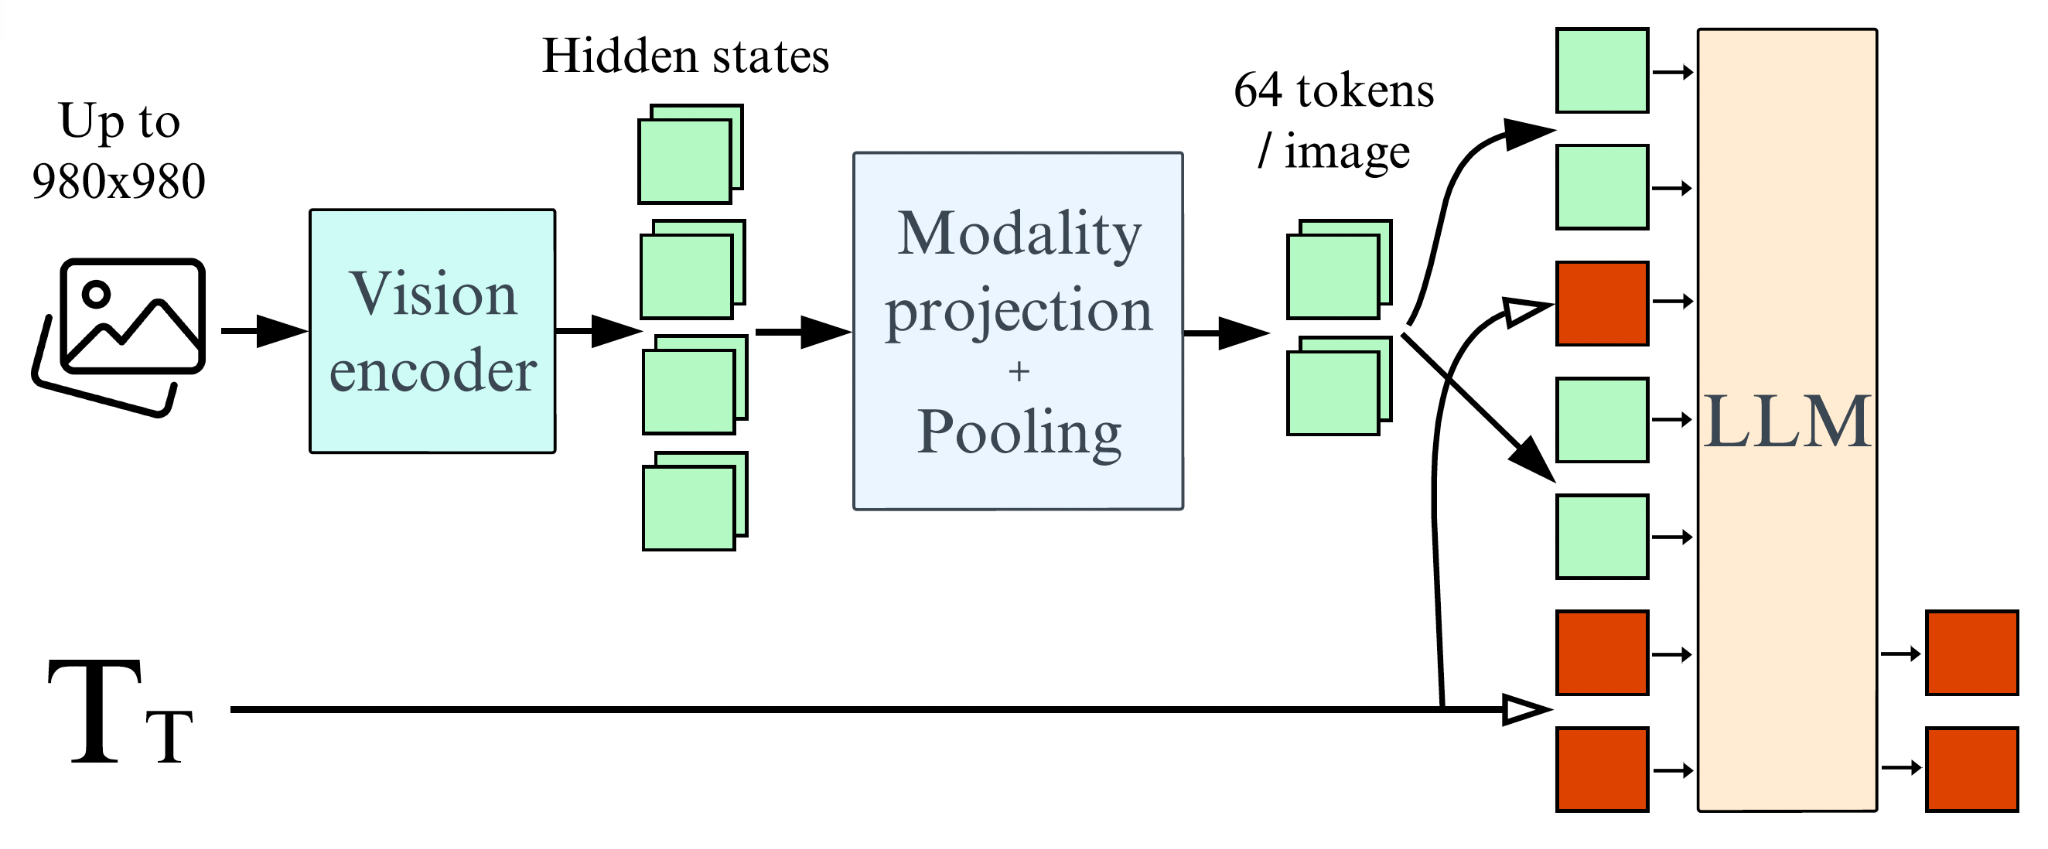 Up to
980x980
Vision
encoder
Hidden states
Modality
projection
+
Pooling
64 tokens
/ image
LLM
TT